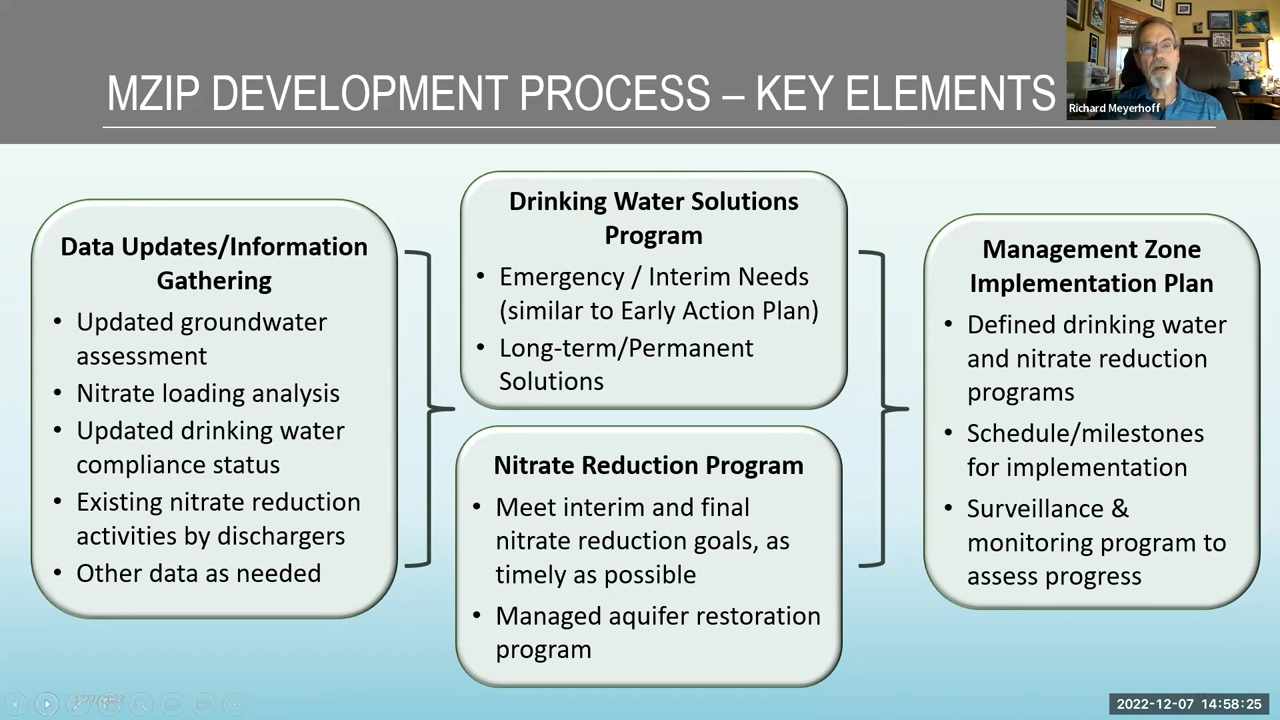 MZIP DEVELOPMENT PROCESS – KEY ELEMENTS
Richard Meyerhoff
Data Updates/Information
Gathering
• Updated groundwater
assessment
• Nitrate loading analysis
• Updated drinking water
compliance status
• Existing nitrate reduction
activities by dischargers
• Other data as needed
Drinking Water Solutions
Program
• Emergency / Interim Needs
(similar to Early Action Plan)
• Long-term/Permanent
Solutions
Nitrate Reduction Program
• Meet interim and final
nitrate reduction goals, as
timely as possible
• Managed aquifer restoration
program
Management Zone
Implementation Plan
• Defined drinking water
and nitrate reduction
programs
• Schedule/milestones
for implementation
• Surveillance &
monitoring program to
assess progress
2022-12-07 14:58:25